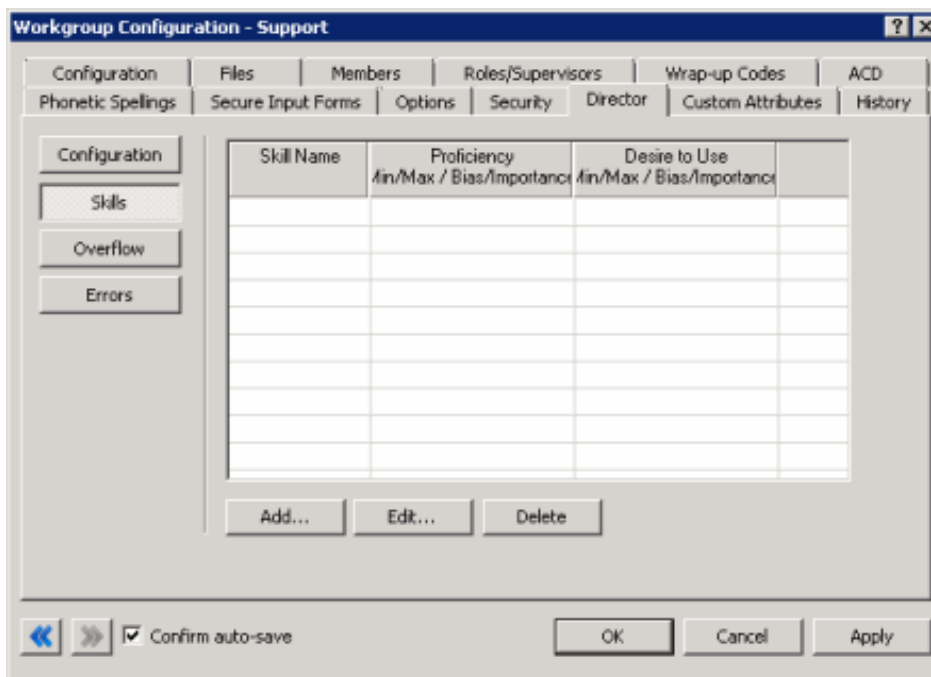 Workgroup Configuration - Support
Configuration Files Members Roles/Supervisors Wrap-up Codes ACD
Phonetic Spellings Secure Input Forms Options Security Director Custom Attributes History
Configuration
Skills
Overflow
Errors
Skill Name Proficiency Desire to Use
Min/Max / Bias/Importance Min/Max / Bias/Importance
Add... Edit... Delete
Confirm auto-save OK Cancel Apply